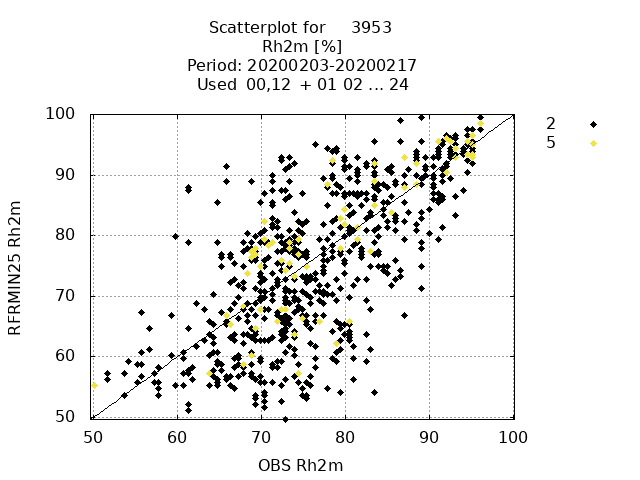 Scatterplot for 3953
Rh2m [%]
Period: 20200203-20200217
Used 00,12 + 01 02 ... 24
100
90
80
70
60
50
50 60 70 80 90 100
RFRMIN25 Rh2m
OBS Rh2m
2
5